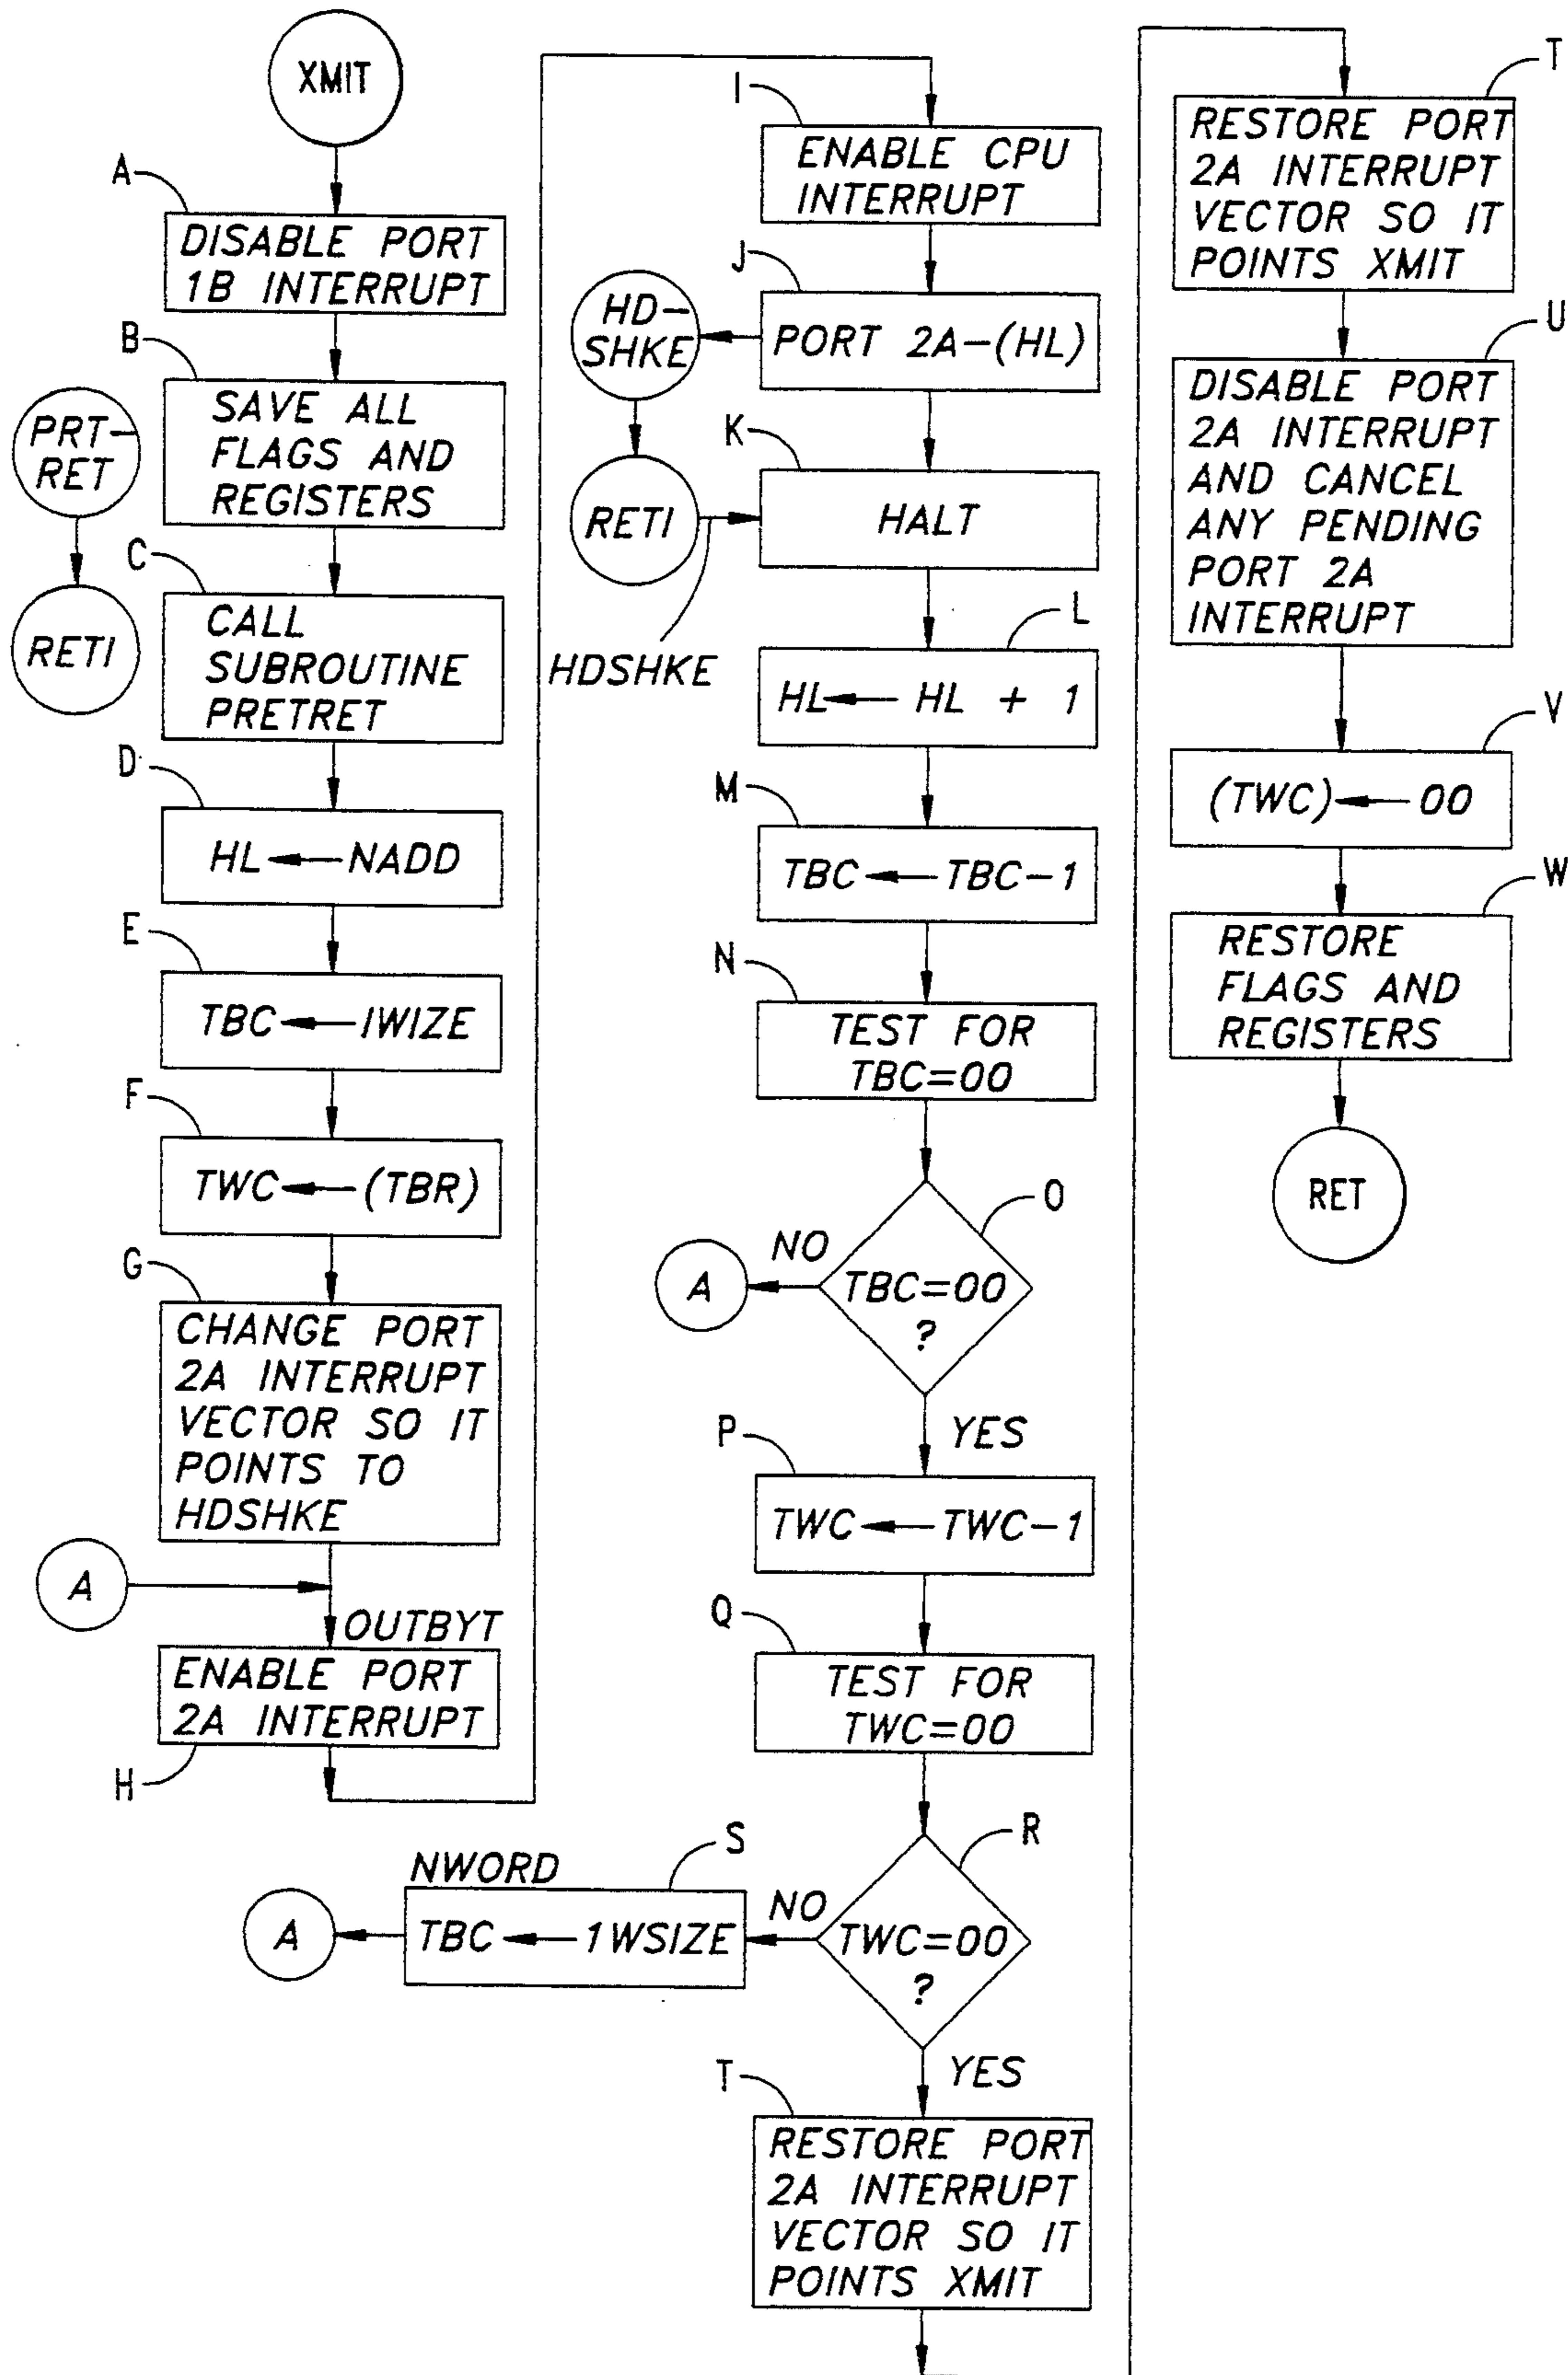 XMIT
A
DISABLE PORT
1B INTERRUPT
B
SAVE ALL
FLAGS AND
REGISTERS
PRT-
RET
RETI
C
CALL
SUBROUTINE
PRETRET
D
HL←NADD
E
TBC←IWIZE
F
TWC←(TBR)
G
CHANGE PORT
2A INTERRUPT
VECTOR SO IT
POINTS TO
HDSHKE
A
OUTBYT
ENABLE PORT
2A INTERRUPT
H
I
ENABLE CPU
INTERRUPT
J
PORT 2A-(HL)
HD-
SHKE
RETI
HDSHKE
K
HALT
L
HL← HL + 1
M
TBC←TBC-1
N
TEST FOR
TBC=00
O
TBC=00
?
NO
A
YES
P
TWC←TWC-1
Q
TEST FOR
TWC=00
R
TWC=00
?
NO
S
NWORD
TBC←1WSIZE
A
YES
T
RESTORE PORT
2A INTERRUPT
VECTOR SO IT
POINTS XMIT
T
RESTORE PORT
2A INTERRUPT
VECTOR SO IT
POINTS XMIT
U
DISABLE PORT
2A INTERRUPT
AND CANCEL
ANY PENDING
PORT 2A
INTERRUPT
V
(TWC)←00
W
RESTORE
FLAGS AND
REGISTERS
RET